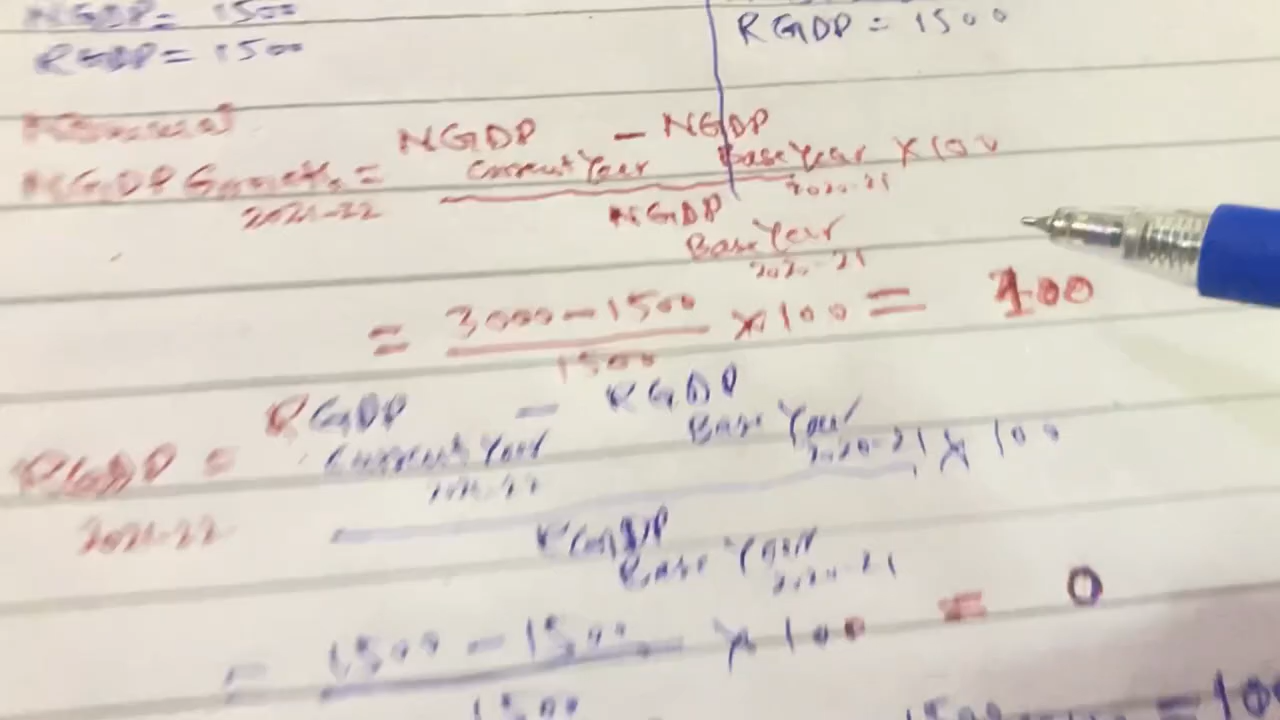 NGDP = 1500
RGDP = 1500
RGDP = 1500
Nominal
NGDP Growth = NGDP Current Year - NGDP Base Year × 100
2021-22 2020-21
NGDP
Base Year
2020-21
= 3000 - 1500 × 100 = 100
1500
RGDP - RGDP
RGDP = Current Year Base Year × 100
2021-22 2021-22 2020-21
RGDP
Base Year
2020-21
= 1500 - 1500 × 100 = 0
1500
1500